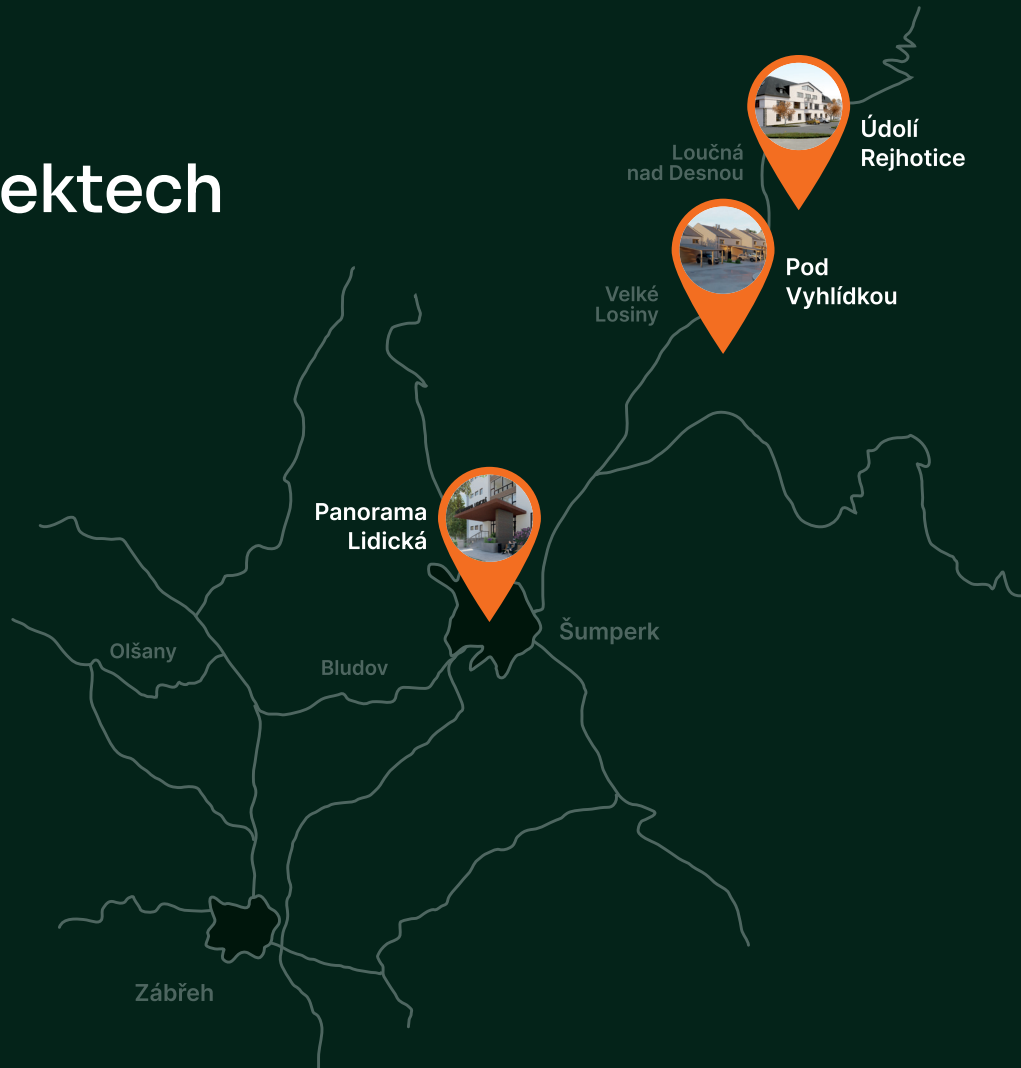 ektech
Údolí
Rejhotice
Loučná
nad Desnou
Pod
Vyhlídkou
Velké
Losiny
Panorama
Lidická
Šumperk
Olšany
Bludov
Zábřeh